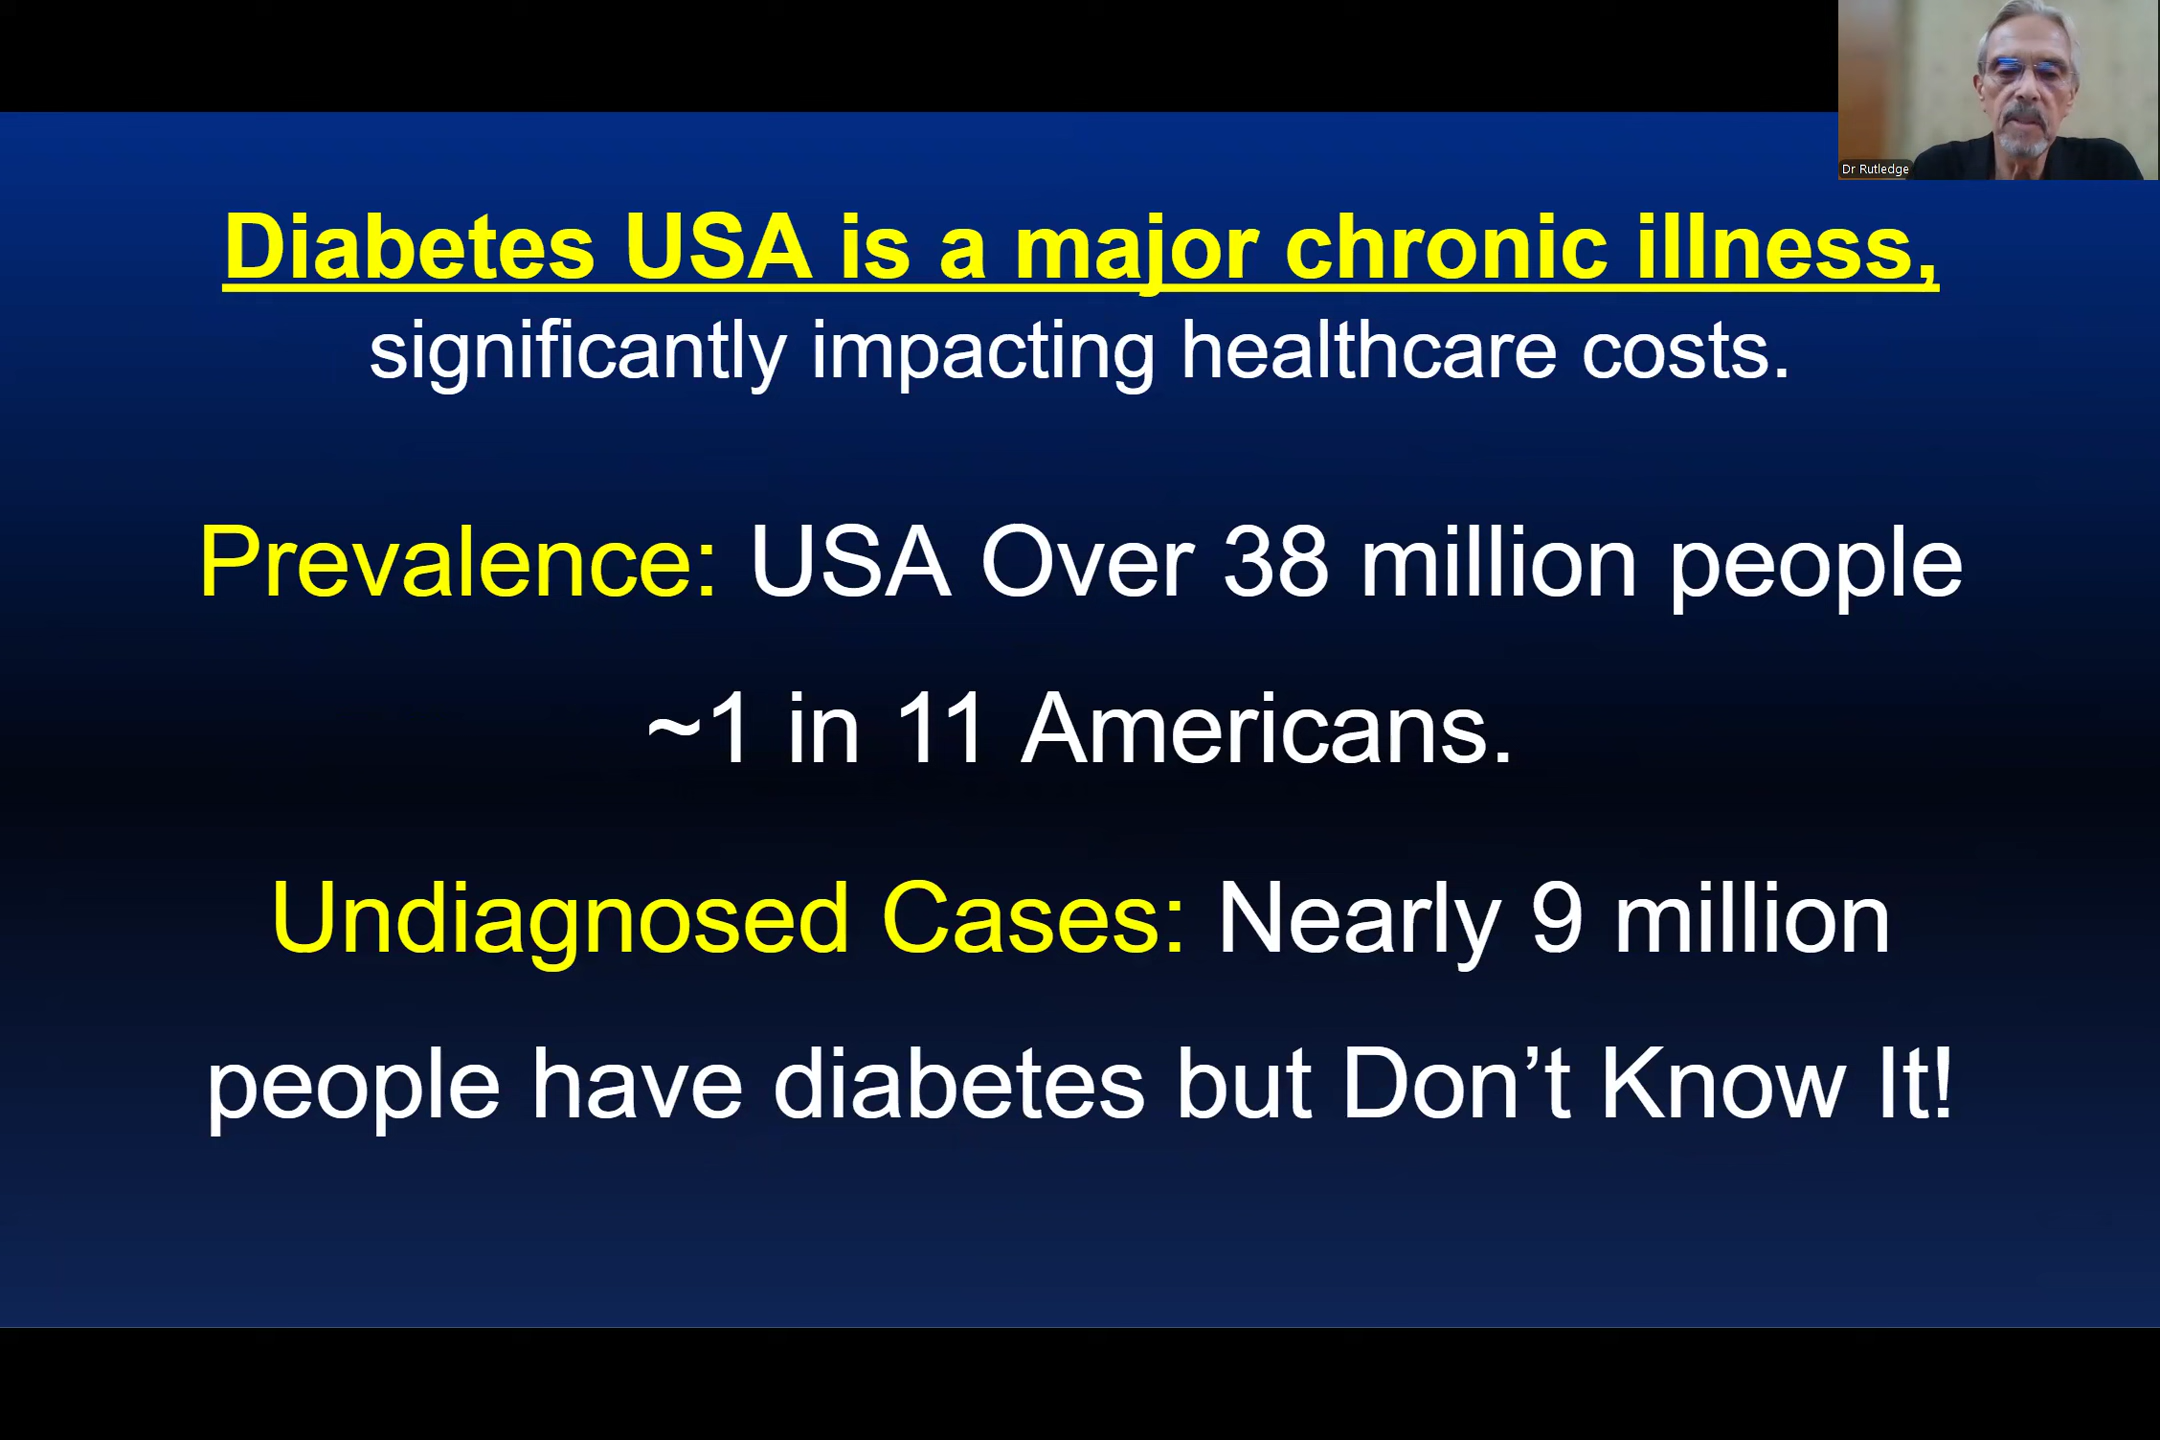 Dr Rutledge
Diabetes USA is a major chronic illness,
significantly impacting healthcare costs.
Prevalence: USA Over 38 million people
~1 in 11 Americans.
Undiagnosed Cases: Nearly 9 million
people have diabetes but Don’t Know It!